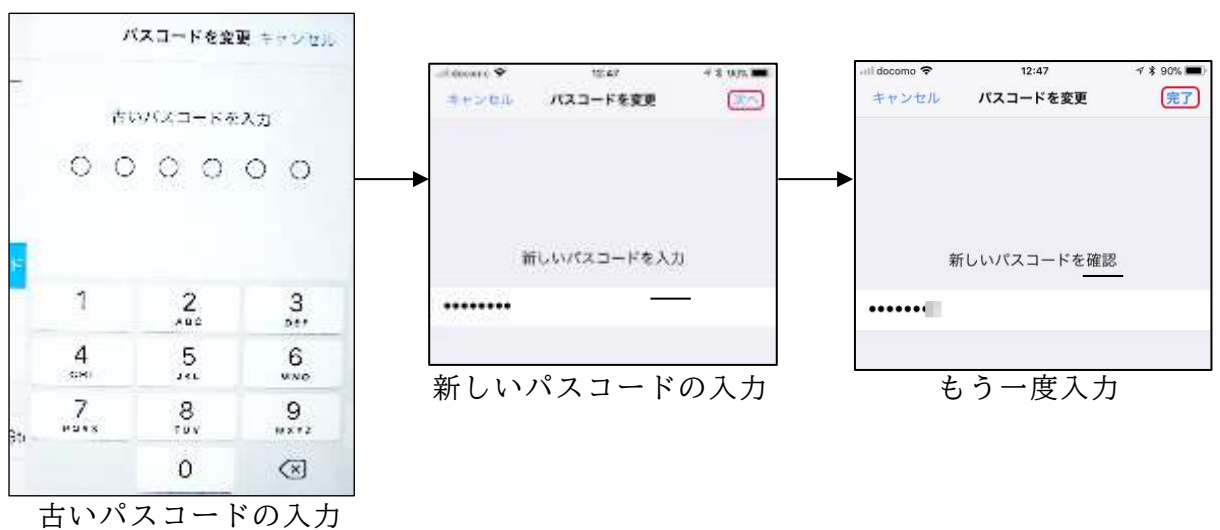 パスコードを変更 キャンセル
古いパスコードを入力
ド
1 2 3
ABC DEF
4 5 6
GHI JKL MNO
7 8 9
PQRS TUV WXYZ
0
古いパスコードの入力
docomo 12:47 90%
キャンセル パスコードを変更 次へ
新しいパスコードを入力
新しいパスコードの入力
docomo 12:47 90%
キャンセル パスコードを変更 完了
新しいパスコードを確認
もう一度入力